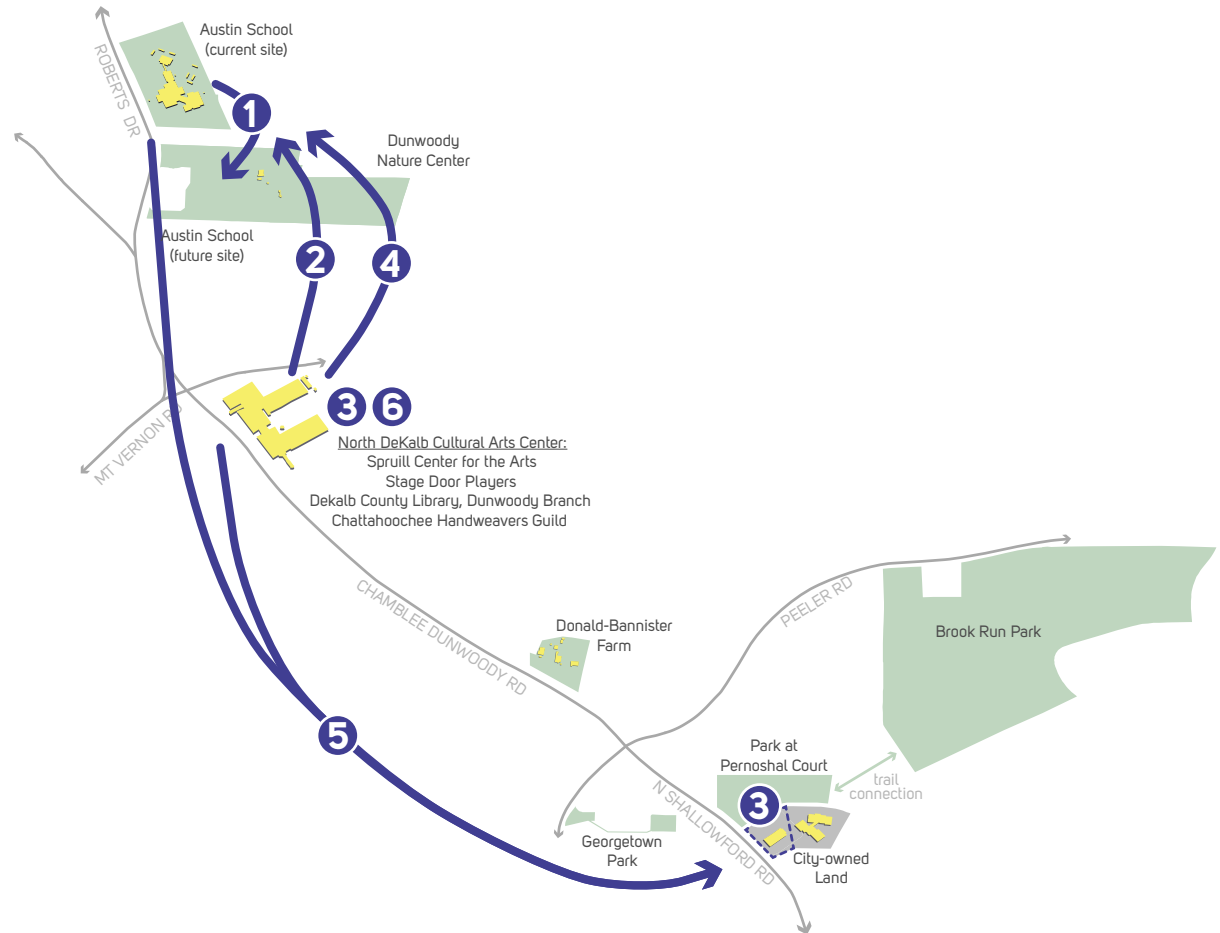 Austin School
(current site)
ROBERTS DR
1
Dunwoody
Nature Center
Austin School
(future site)
2
4
MT VERNON RD
3
6
North DeKalb Cultural Arts Center:
Spruill Center for the Arts
Stage Door Players
Dekalb County Library, Dunwoody Branch
Chattahoochee Handweavers Guild
CHAMBLEE DUNWOODY RD
Donald-Bannister
Farm
PEELER RD
Brook Run Park
5
Park at
Pernoshal Court
trail
connection
3
N SHALLOWFORD RD
Georgetown
Park
City-owned
Land